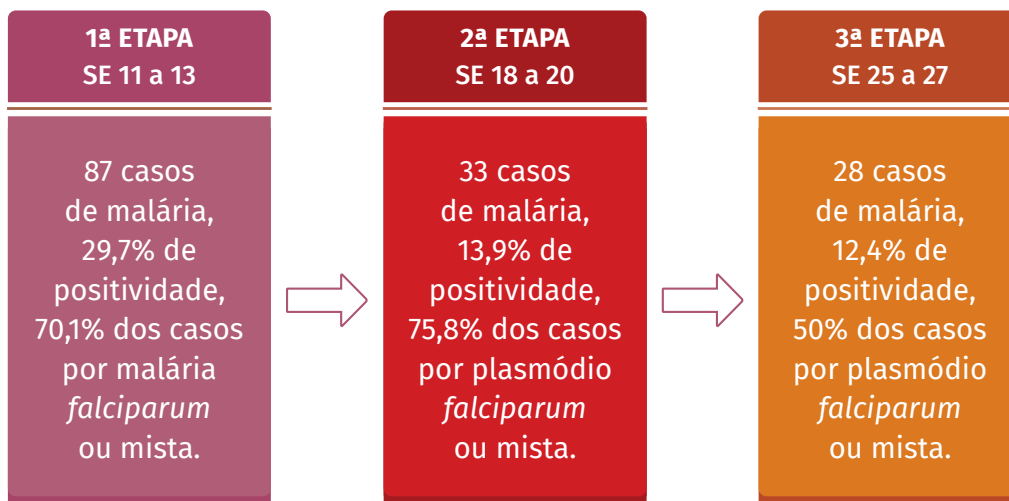 1ª ETAPA
SE 11 a 13
87 casos
de malária,
29,7% de
positividade,
70,1% dos casos
por malária
falciparum
ou mista.
2ª ETAPA
SE 18 a 20
33 casos
de malária,
13,9% de
positividade,
75,8% dos casos
por plasmódio
falciparum
ou mista.
3ª ETAPA
SE 25 a 27
28 casos
de malária,
12,4% de
positividade,
50% dos casos
por plasmódio
falciparum
ou mista.